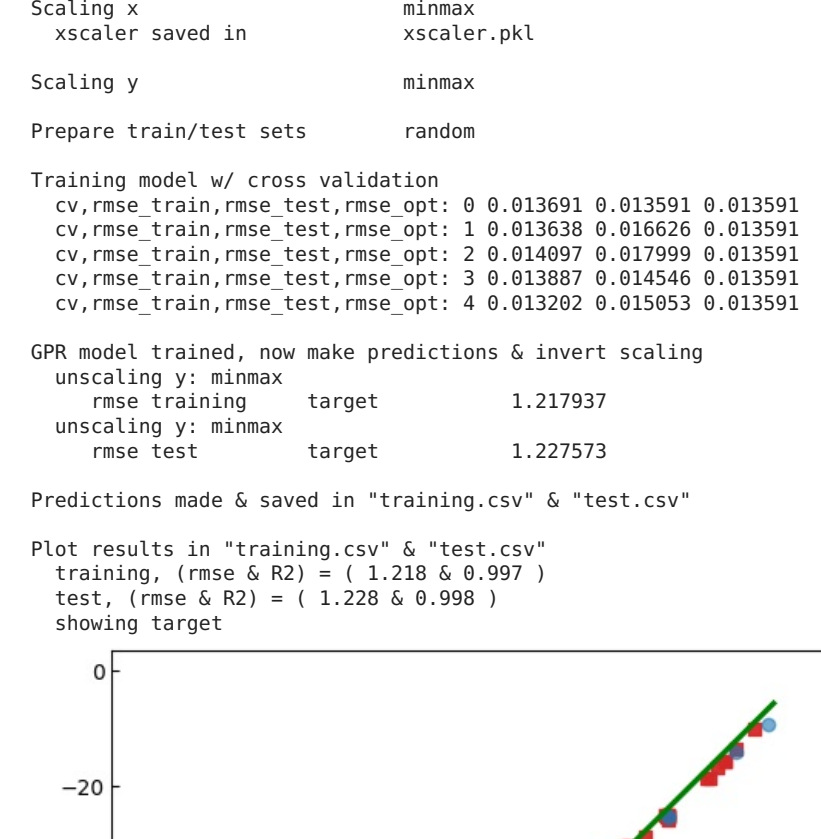 Scaling x minmax
xscaler saved in xscaler.pkl
Scaling y minmax
Prepare train/test sets random
Training model w/ cross validation
cv,rmse_train,rmse_test,rmse_opt: 0 0.013691 0.013591 0.013591
cv,rmse_train,rmse_test,rmse_opt: 1 0.013638 0.016626 0.013591
cv,rmse_train,rmse_test,rmse_opt: 2 0.014097 0.017999 0.013591
cv,rmse_train,rmse_test,rmse_opt: 3 0.013887 0.014546 0.013591
cv,rmse_train,rmse_test,rmse_opt: 4 0.013202 0.015053 0.013591
GPR model trained, now make predictions & invert scaling
unscaling y: minmax
rmse training target 1.217937
unscaling y: minmax
rmse test target 1.227573
Predictions made & saved in "training.csv" & "test.csv"
Plot results in "training.csv" & "test.csv"
training, (rmse & R2) = ( 1.218 & 0.997 )
test, (rmse & R2) = ( 1.228 & 0.998 )
showing target
0
−20